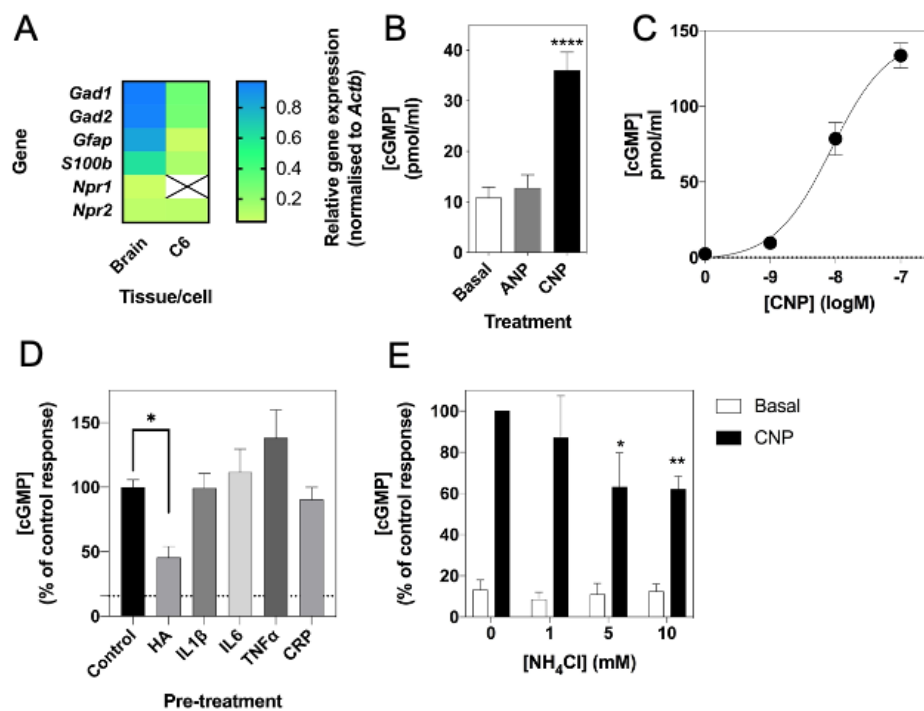 A
Gene
Gad1
Gad2
Gfap
S100b
Npr1
Npr2
Brain
C6
Tissue/cell
0.8
0.6
0.4
0.2
Relative gene expression
(normalised to Actb)
B
[cGMP]
(pmol/ml)
40
30
20
10
0
****
Basal
ANP
CNP
Treatment
C
[cGMP]
pmol/ml
150
100
50
0
0 -9 -8 -7
[CNP] (logM)
D
[cGMP]
(% of control response)
150
100
50
0
*
Control
HA
IL1β
IL6
TNFα
CRP
Pre-treatment
E
[cGMP]
(% of control response)
100
80
60
40
20
0
*
**
0 1 5 10
[NH₄Cl] (mM)
Basal
CNP